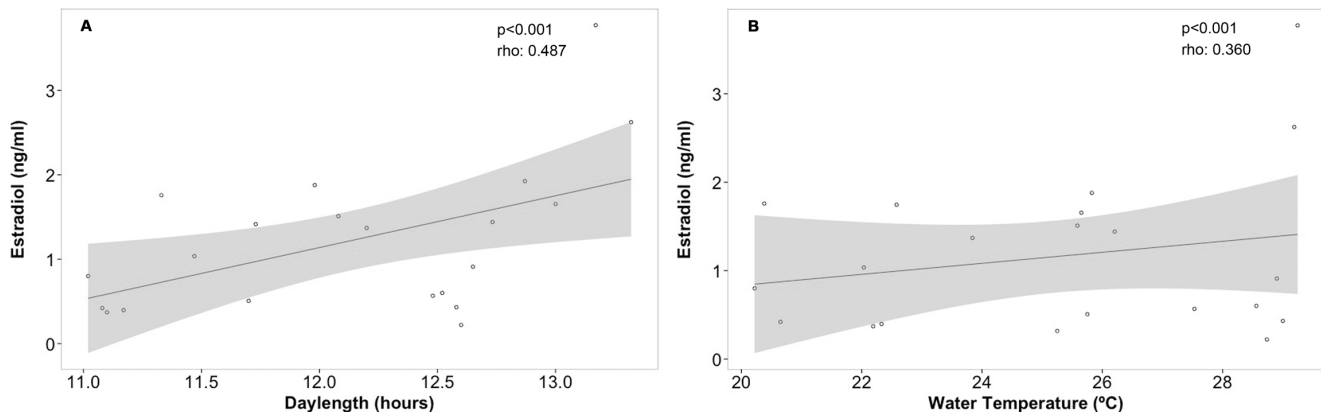 A
p<0.001
rho: 0.487
Estradiol (ng/ml)
3
2
1
0
11.0 11.5 12.0 12.5 13.0
Daylength (hours)
B
p<0.001
rho: 0.360
Estradiol (ng/ml)
3
2
1
0
20 22 24 26 28
Water Temperature (ºC)